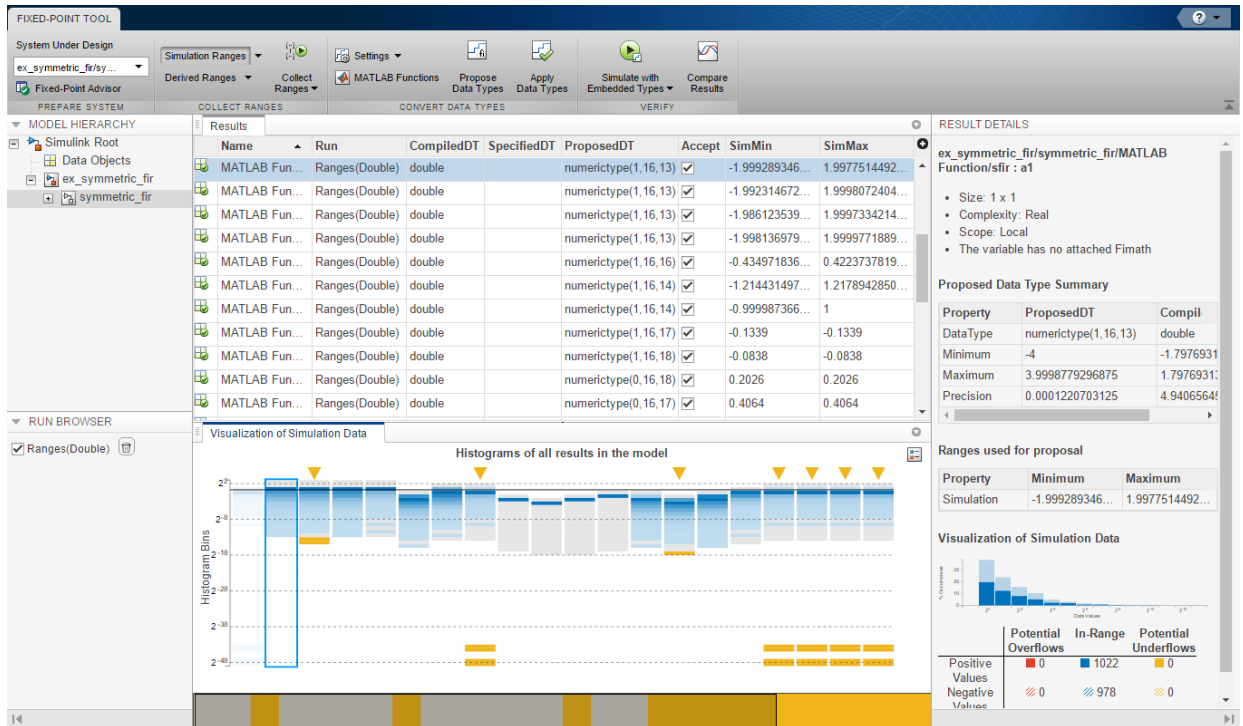 FIXED-POINT TOOL
System Under Design
ex_symmetric_fir/sy...
Fixed-Point Advisor
PREPARE SYSTEM
Simulation Ranges
Derived Ranges
Collect Ranges
COLLECT RANGES
Settings
MATLAB Functions
Propose Data Types
Apply Data Types
CONVERT DATA TYPES
Simulate with Embedded Types
Compare Results
VERIFY
MODEL HIERARCHY
Simulink Root
Data Objects
ex_symmetric_fir
symmetric_fir
RUN BROWSER
Ranges(Double)
Results
Name Run CompiledDT SpecifiedDT ProposedDT Accept SimMin SimMax
MATLAB Fun... Ranges(Double) double numerictype(1,16,13) -1.999289346... 1.9977514492...
MATLAB Fun... Ranges(Double) double numerictype(1,16,13) -1.992314672... 1.9998072404...
MATLAB Fun... Ranges(Double) double numerictype(1,16,13) -1.986123539... 1.9997334214...
MATLAB Fun... Ranges(Double) double numerictype(1,16,13) -1.998136979... 1.9999771889...
MATLAB Fun... Ranges(Double) double numerictype(1,16,16) -0.434971836... 0.4223737819...
MATLAB Fun... Ranges(Double) double numerictype(1,16,14) -1.214431497... 1.2178942850...
MATLAB Fun... Ranges(Double) double numerictype(1,16,14) -0.999987366... 1
MATLAB Fun... Ranges(Double) double numerictype(1,16,17) -0.1339 -0.1339
MATLAB Fun... Ranges(Double) double numerictype(1,16,18) -0.0838 -0.0838
MATLAB Fun... Ranges(Double) double numerictype(0,16,18) 0.2026 0.2026
MATLAB Fun... Ranges(Double) double numerictype(0,16,17) 0.4064 0.4064
Visualization of Simulation Data
Histograms of all results in the model
Histogram Bins
RESULT DETAILS
ex_symmetric_fir/symmetric_fir/MATLAB
Function/sfir : a1
• Size: 1 x 1
• Complexity: Real
• Scope: Local
• The variable has no attached Fimath
Proposed Data Type Summary
Property ProposedDT Compil
DataType numerictype(1,16,13) double
Minimum -4 -1.7976931
Maximum 3.9998779296875 1.7976931
Precision 0.0001220703125 4.9406564
Ranges used for proposal
Property Minimum Maximum
Simulation -1.999289346... 1.9977514492...
Visualization of Simulation Data
% Occurrences
Data Values
Potential Overflows In-Range Potential Underflows
Positive Values 0 1022 0
Negative Values 0 978 0